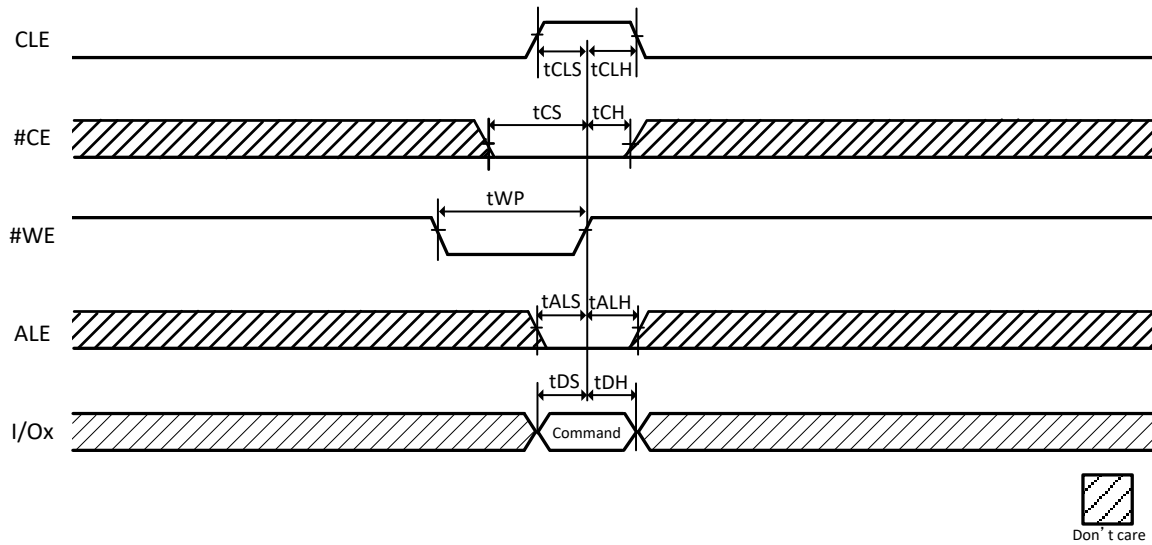 CLE
tCLS tCLH
#CE
tCS tCH
#WE
tWP
ALE
tALS tALH
I/Ox
tDS tDH
Command
Don't care